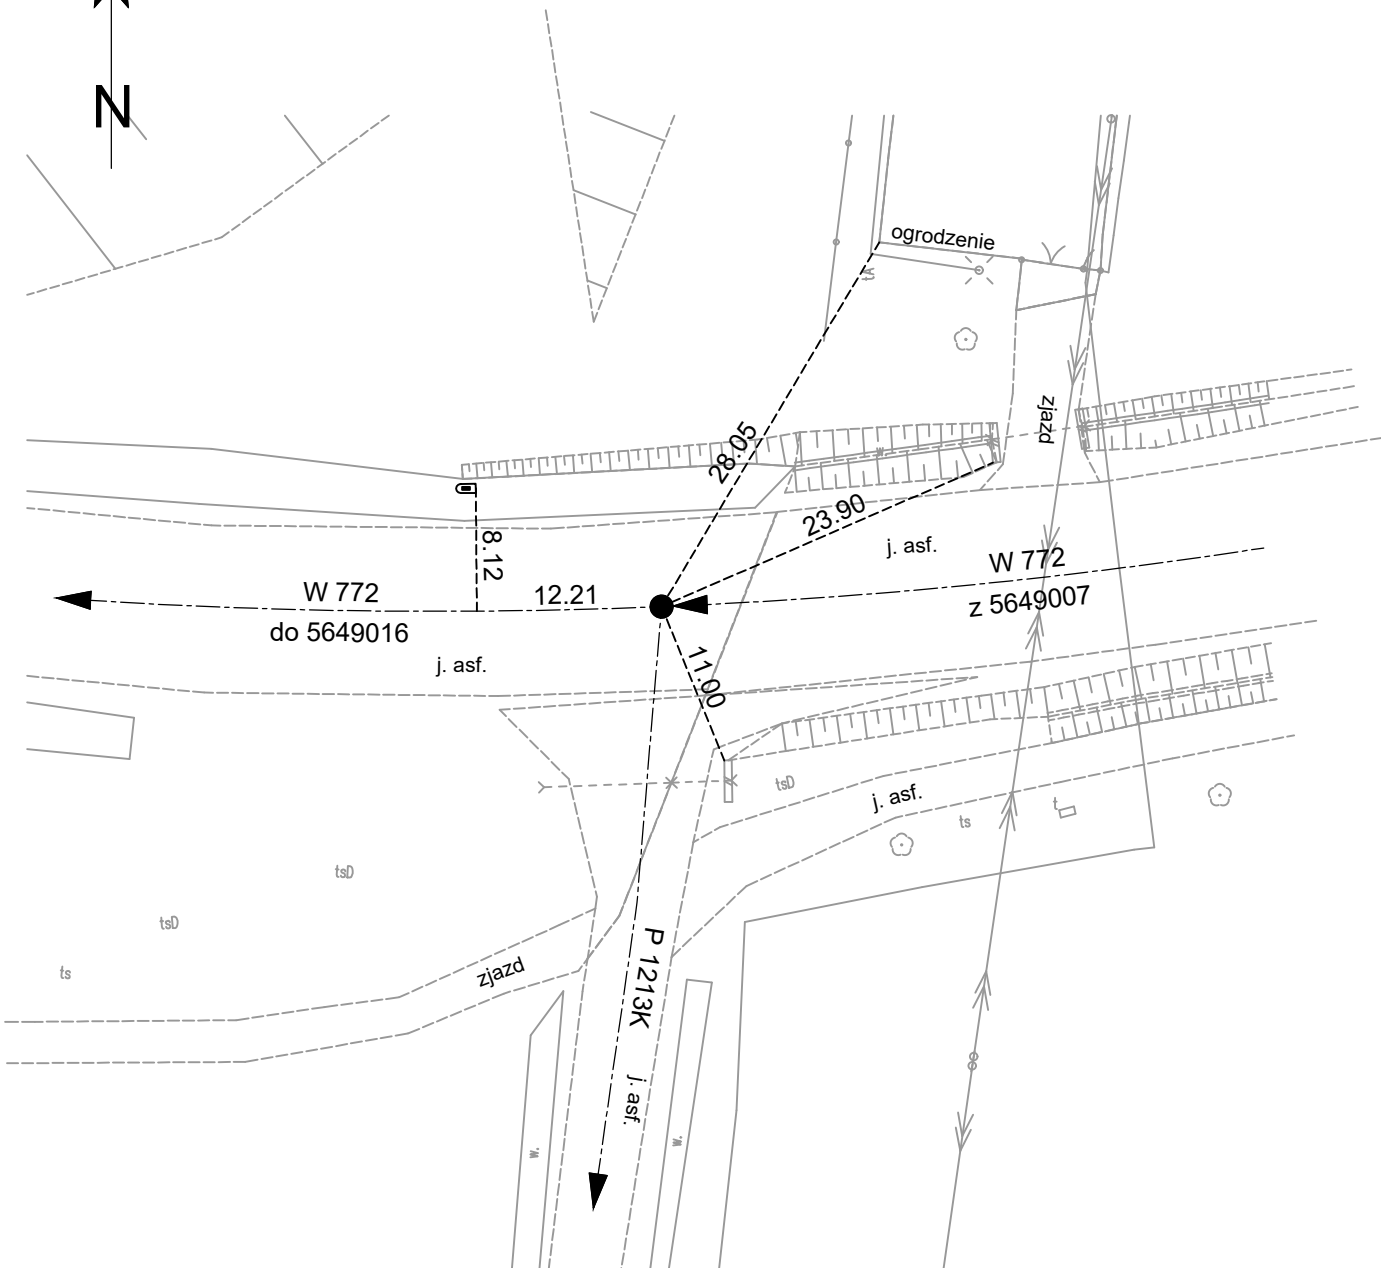 N
ogrodzenie
tA
zjazd
28.05
23.90
w
j. asf.
8.12
W 772
12.21
W 772
do 5649016
z 5649007
j. asf.
11.00
tsD
j. asf.
ts
t
tsD
tsD
ts
zjazd
P 1213K
j. asf.
w.
w.